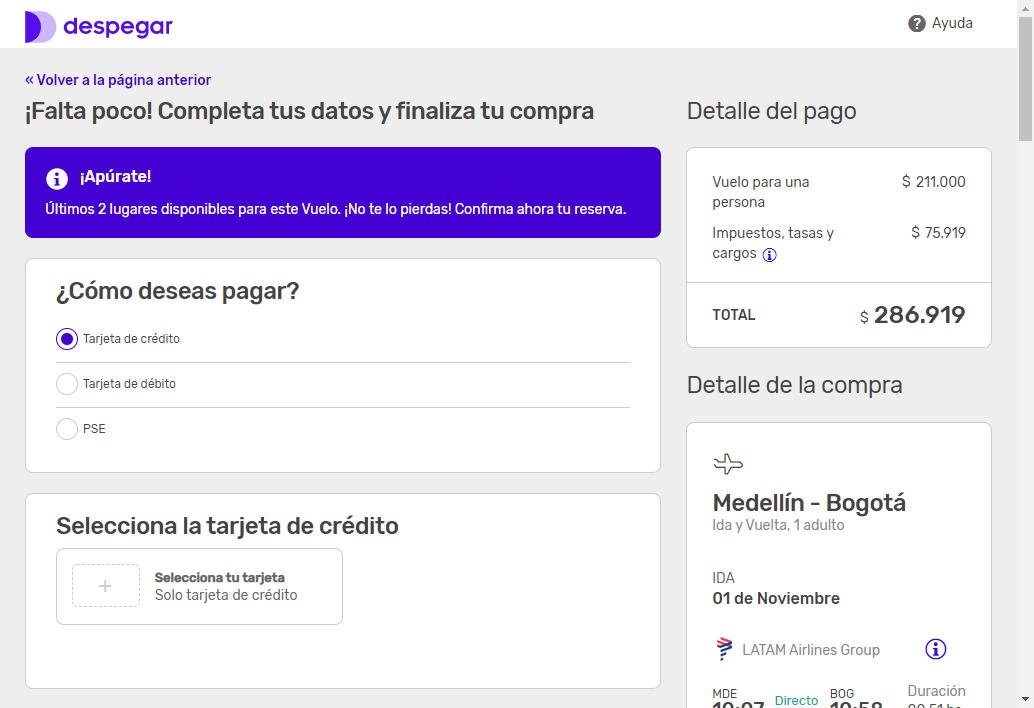 despegar
Ayuda
« Volver a la página anterior
¡Falta poco! Completa tus datos y finaliza tu compra
¡Apúrate!
Últimos 2 lugares disponibles para este Vuelo. ¡No te lo pierdas! Confirma ahora tu reserva.
¿Cómo deseas pagar?
Tarjeta de crédito
Tarjeta de débito
PSE
Selecciona la tarjeta de crédito
Selecciona tu tarjeta
Solo tarjeta de crédito
Detalle del pago
Vuelo para una $ 211.000
persona
Impuestos, tasas y $ 75.919
cargos
TOTAL $ 286.919
Detalle de la compra
Medellín - Bogotá
Ida y Vuelta, 1 adulto
IDA
01 de Noviembre
LATAM Airlines Group
MDE Directo BOG Duración